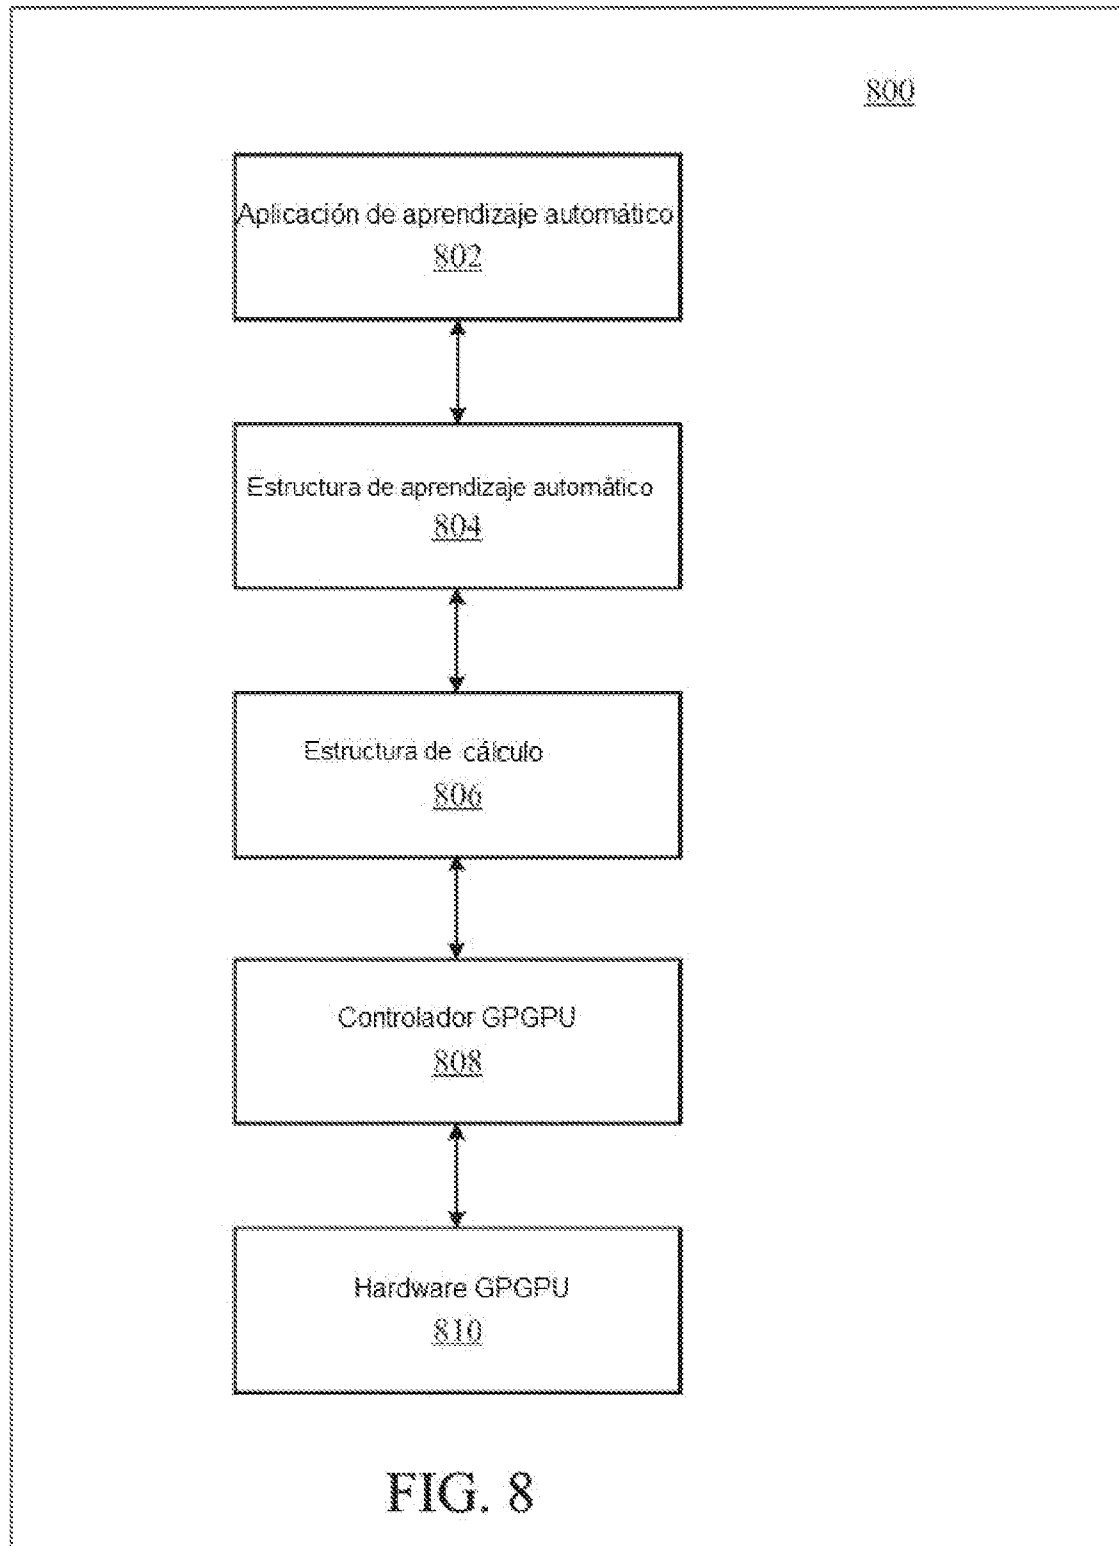 800
Aplicación de aprendizaje automático
802
Estructura de aprendizaje automático
804
Estructura de cálculo
806
Controlador GPGPU
808
Hardware GPGPU
810
FIG. 8